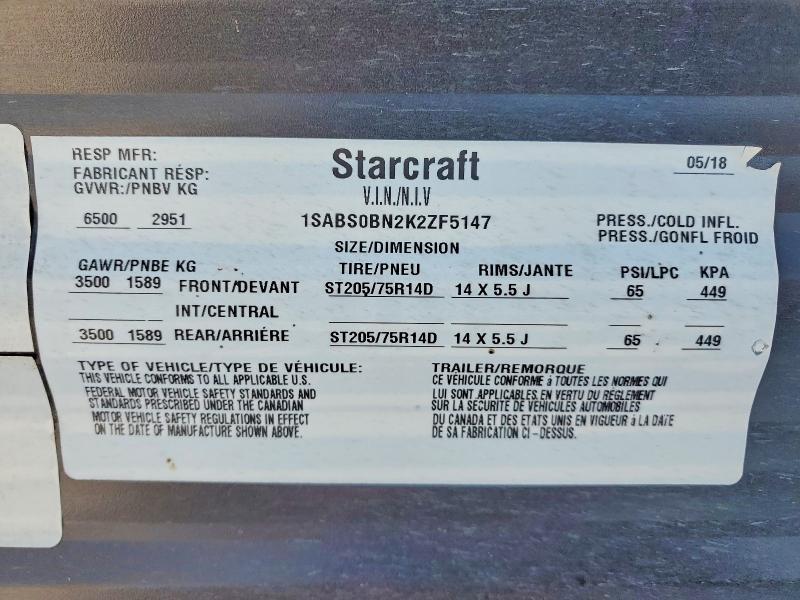 RESP MFR: Starcraft 05/18
FABRICANT RÉSP:
GVWR:/PNBV KG V.I.N./N.I.V
6500 2951 1SABS0BN2K2ZF5147 PRESS./COLD INFL.
PRESS./GONFL FROID
SIZE/DIMENSION
GAWR/PNBE KG TIRE/PNEU RIMS/JANTE PSI/LPC KPA
3500 1589 FRONT/DEVANT ST205/75R14D 14 X 5.5 J 65 449
INT/CENTRAL
3500 1589 REAR/ARRIÉRE ST205/75R14D 14 X 5.5 J 65 449
TYPE OF VEHICLE/TYPE DE VÉHICULE: TRAILER/REMORQUE
THIS VEHICLE CONFORMS TO ALL APPLICABLE U.S.
FEDERAL MOTOR VEHICLE SAFETY STANDARDS AND
STANDARDS PRESCRIBED UNDER THE CANADIAN
MOTOR VEHICLE SAFETY REGULATIONS IN EFFECT
ON THE DATE OF MANUFACTURE SHOWN ABOVE.
CE VÉHICULE CONFORME à TOUTES LES NORMES QUI
LUI SONT APPLICABLES EN VERTU DU RÉGLEMENT
SUR LA SÉCURITÉ DE VÉHICULES AUTOMOBILES
DU CANADA ET DES ÉTATS UNIS EN VIGUEUR à LA DATE
DE SA FABRICATION CI-DESSUS.